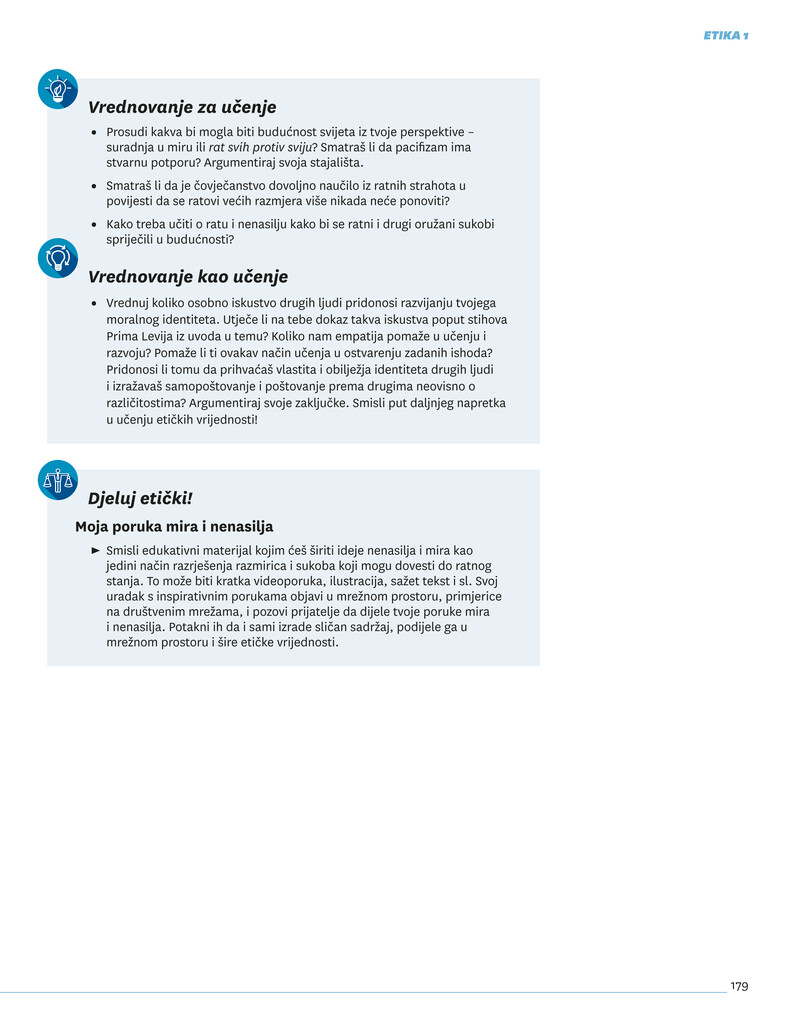 ETIKA 1
Vrednovanje za učenje
• Prosudi kakva bi mogla biti budućnost svijeta iz tvoje perspektive –
suradnja u miru ili rat svih protiv sviju? Smatraš li da pacifizam ima
stvarnu potporu? Argumentiraj svoja stajališta.
• Smatraš li da je čovječanstvo dovoljno naučilo iz ratnih strahota u
povijesti da se ratovi većih razmjera više nikada neće ponoviti?
• Kako treba učiti o ratu i nenasilju kako bi se ratni i drugi oružani sukobi
spriječili u budućnosti?
Vrednovanje kao učenje
• Vrednuj koliko osobno iskustvo drugih ljudi pridonosi razvijanju tvojega
moralnog identiteta. Utječe li na tebe dokaz takva iskustva poput stihova
Prima Levija iz uvoda u temu? Koliko nam empatija pomaže u učenju i
razvoju? Pomaže li ti ovakav način učenja u ostvarenju zadanih ishoda?
Pridonosi li tomu da prihvaćaš vlastita i obilježja identiteta drugih ljudi
i izražavaš samopoštovanje i poštovanje prema drugima neovisno o
različitostima? Argumentiraj svoje zaključke. Smisli put daljnjeg napretka
u učenju etičkih vrijednosti!
Djeluj etički!
Moja poruka mira i nenasilja
► Smisli edukativni materijal kojim ćeš širiti ideje nenasilja i mira kao
jedini način razrješenja razmirica i sukoba koji mogu dovesti do ratnog
stanja. To može biti kratka videoporuka, ilustracija, sažet tekst i sl. Svoj
uradak s inspirativnim porukama objavi u mrežnom prostoru, primjerice
na društvenim mrežama, i pozovi prijatelje da dijele tvoje poruke mira
i nenasilja. Potakni ih da i sami izrade sličan sadržaj, podijele ga u
mrežnom prostoru i šire etičke vrijednosti.
179